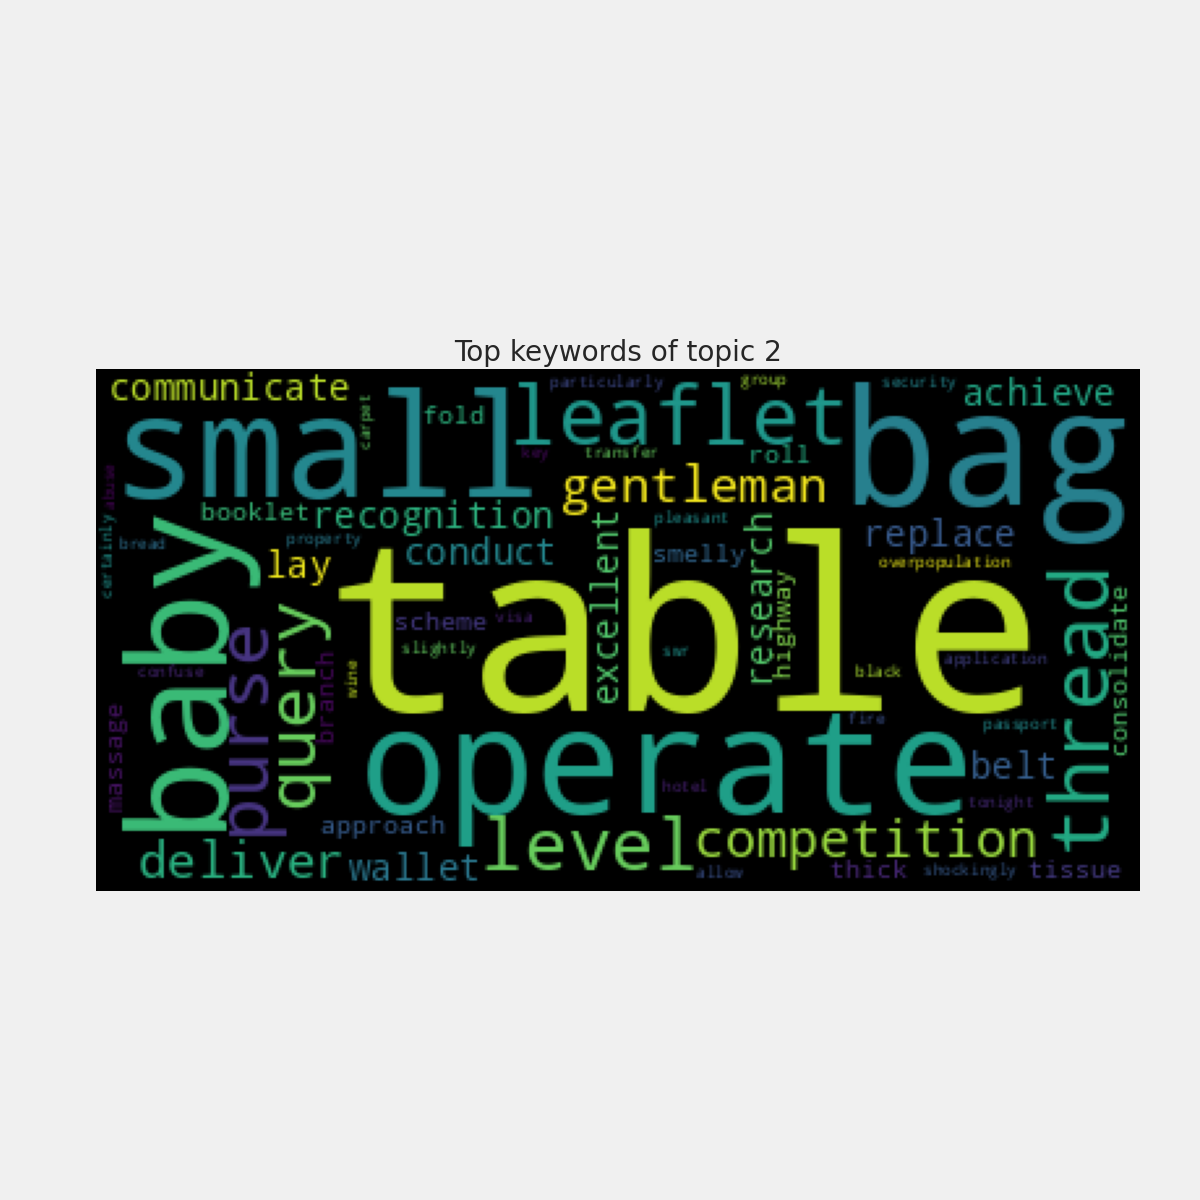 Top keywords of topic 2
communicate
particularly
group
security
achieve
small
carpet
fold
leaflet
bag
key
transfer
roll
abuse
gentleman
booklet
recognition
pleasant
replace
certainly
bread
property
conduct
excellent
smelly
research
overpopulation
baby
lay
table
highway
thread
consolidate
purse
query
scheme
visa
slightly
swr
black
application
confuse
branch
wine
massage
operate
fire
passport
hotel
belt
tonight
approach
level
competition
deliver
wallet
allow
thick
shockingly
tissue